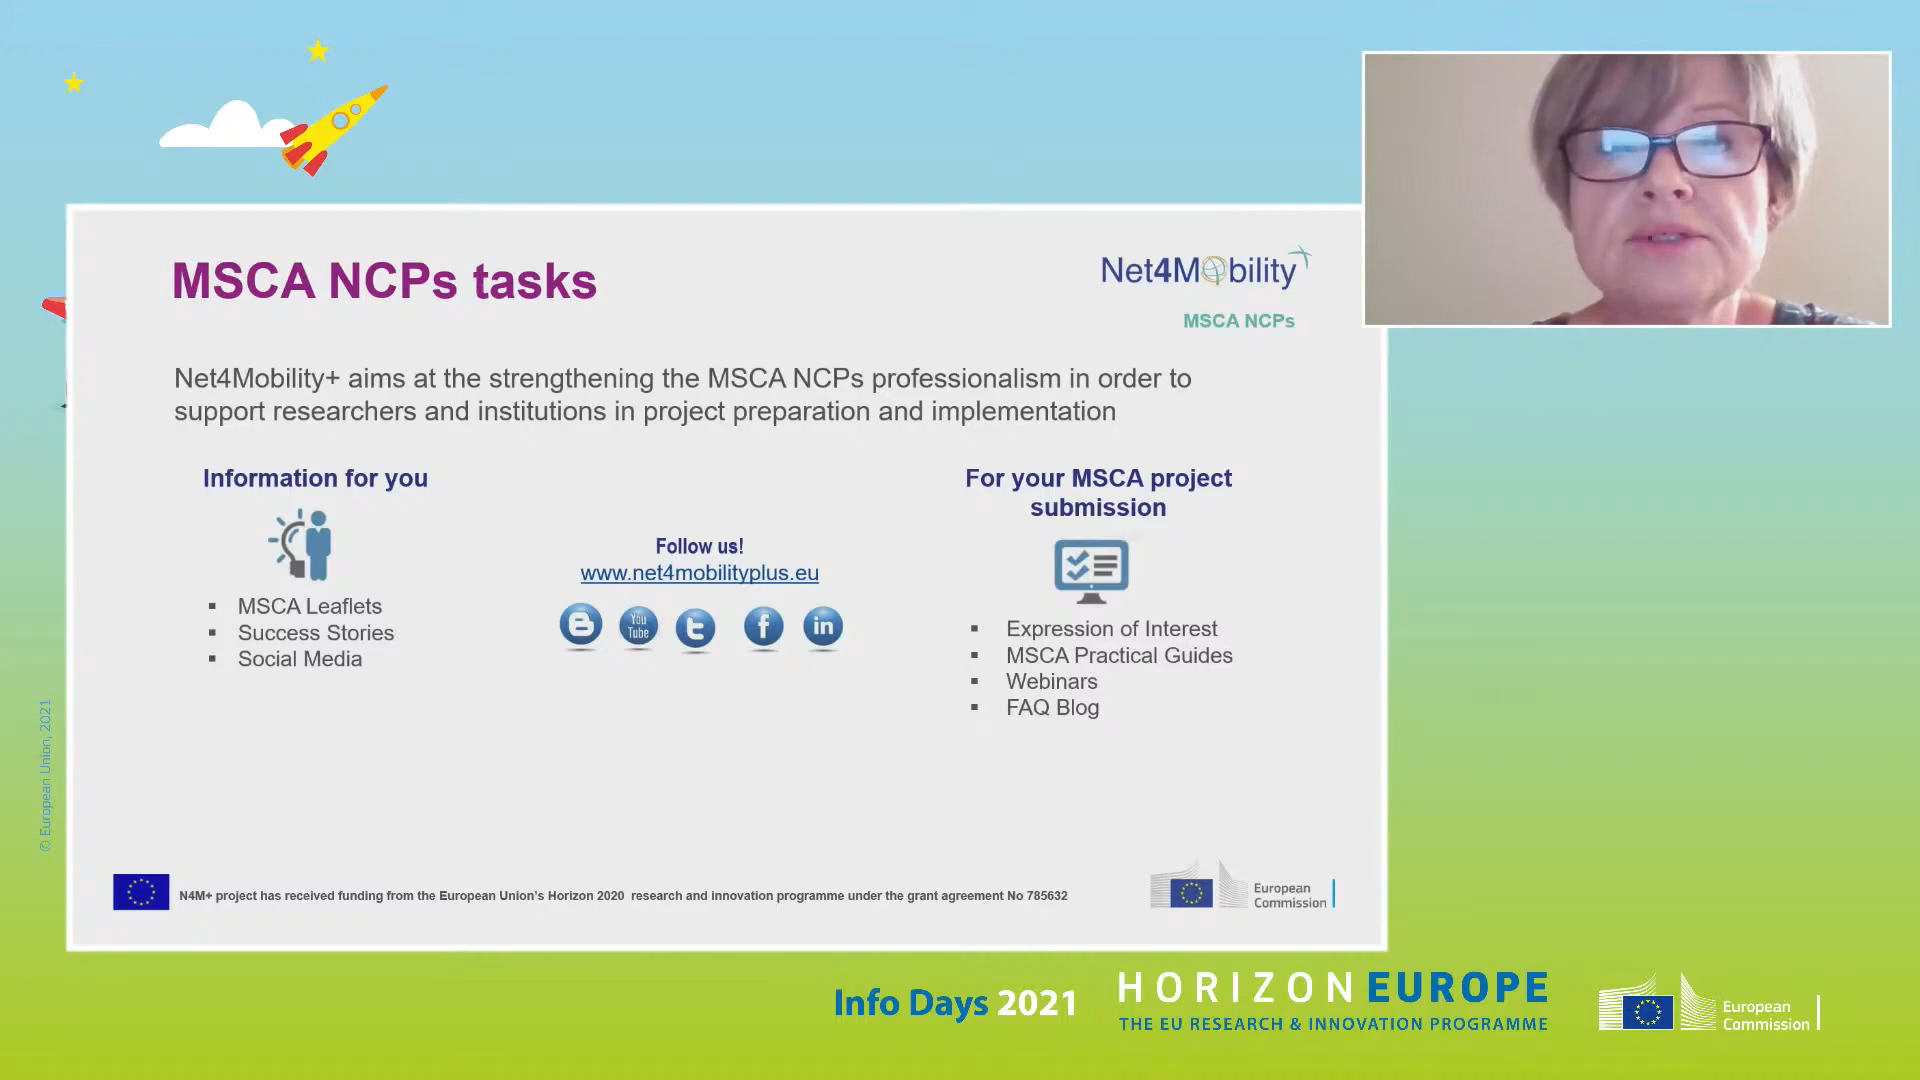 MSCA NCPs tasks
Net4Mobility+
MSCA NCPs
Net4Mobility+ aims at the strengthening the MSCA NCPs professionalism in order to
support researchers and institutions in project preparation and implementation
Information for you
▪ MSCA Leaflets
▪ Success Stories
▪ Social Media
Follow us!
www.net4mobilityplus.eu
You
Tube
t
f
in
For your MSCA project
submission
▪ Expression of Interest
▪ MSCA Practical Guides
▪ Webinars
▪ FAQ Blog
© European Union, 2021
N4M+ project has received funding from the European Union's Horizon 2020 research and innovation programme under the grant agreement No 785632
European
Commission
Info Days 2021
HORIZON EUROPE
THE EU RESEARCH & INNOVATION PROGRAMME
European
Commission